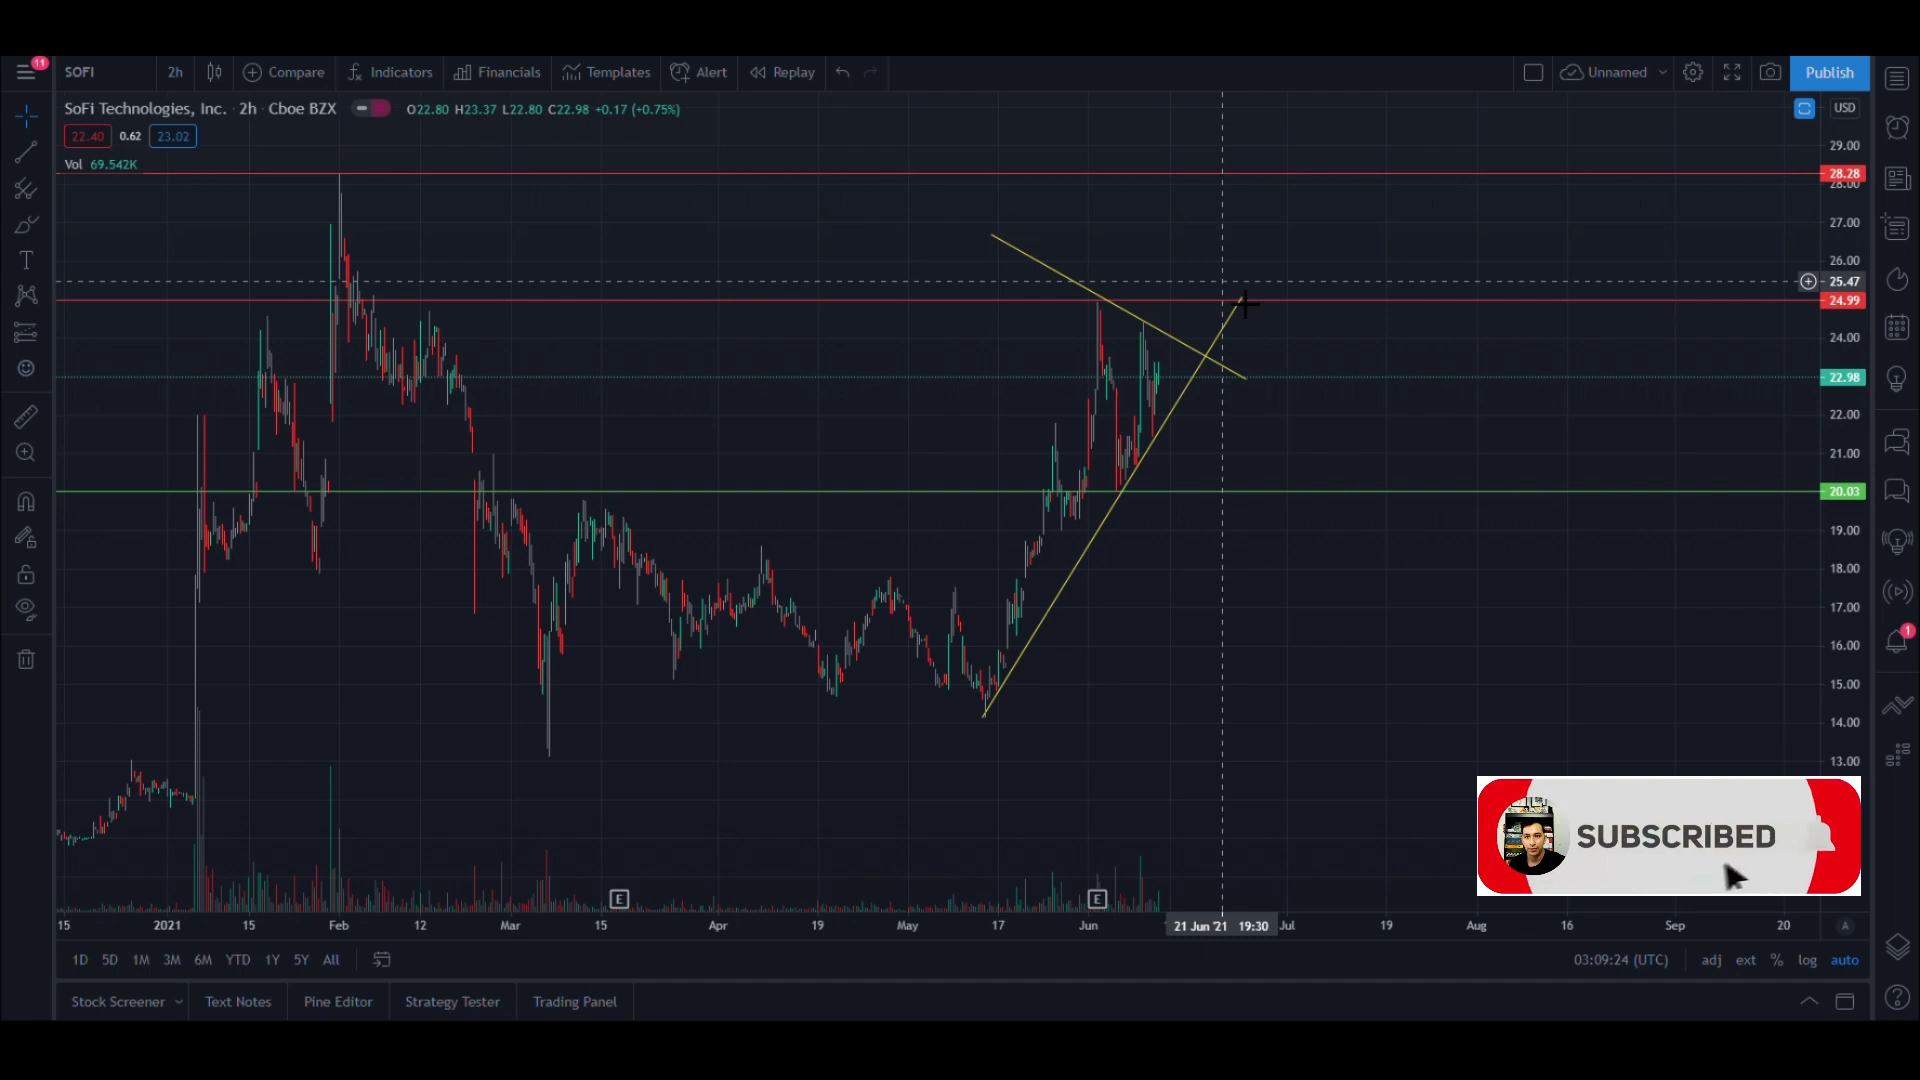 11
SOFI 2h Compare Indicators Financials Templates Alert Replay Unnamed Publish
SoFi Technologies, Inc. · 2h · Cboe BZX O22.80 H23.37 L22.80 C22.98 +0.17 (+0.75%) USD
22.40 0.62 23.02
Vol 69.542K
29.00
28.28
28.00
27.00
26.00
25.47
24.99
24.00
22.98
22.00
21.00
20.03
19.00
18.00
17.00
16.00
1
15.00
14.00
13.00
SUBSCRIBED
E E
15 2021 15 Feb 12 Mar 15 Apr 19 May 17 Jun 21 Jun '21 19:30 Jul 19 Aug 16 Sep 20 A
1D 5D 1M 3M 6M YTD 1Y 5Y All 03:09:24 (UTC) adj ext % log auto
Stock Screener Text Notes Pine Editor Strategy Tester Trading Panel